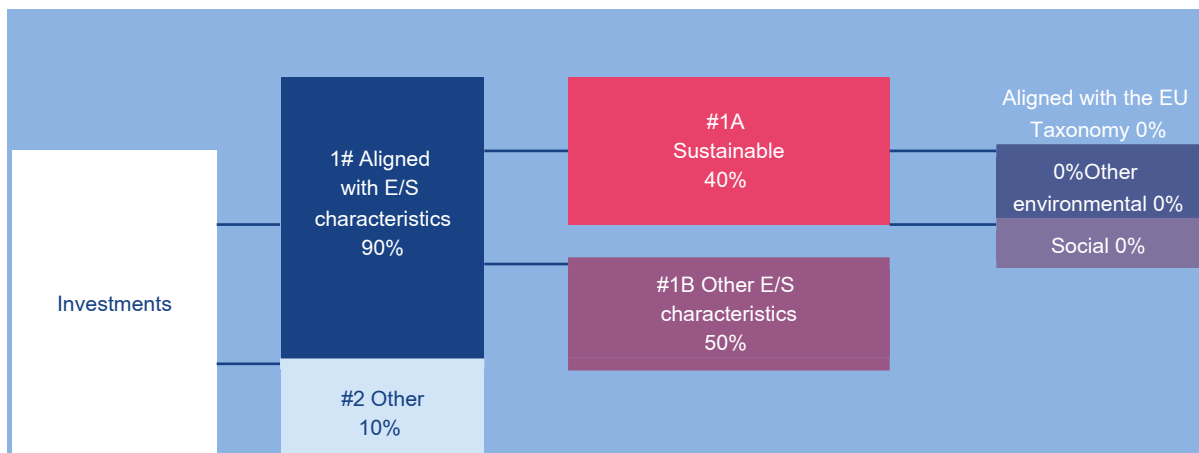 Investments
1# Aligned
with E/S
characteristics
90%
#2 Other
10%
#1A
Sustainable
40%
#1B Other E/S
characteristics
50%
Aligned with the EU
Taxonomy 0%
0%Other
environmental 0%
Social 0%